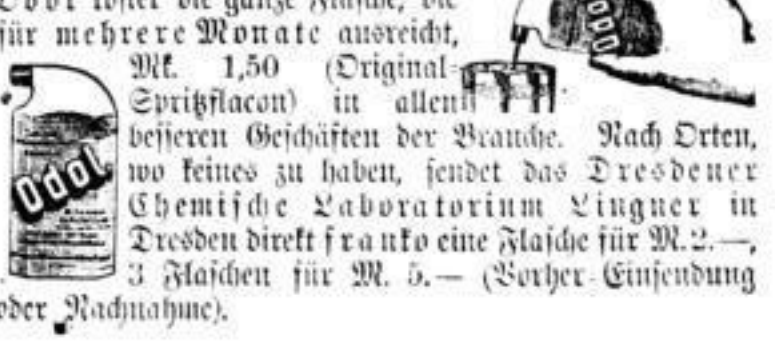 Odol kostet die ganze Flasche, die
für mehrere Monate ausreicht,
Mk. 1,50 (Original-
Spritzflacon) in allen
besseren Geschäften der Branche. Nach Orten,
wo keines zu haben, sendet das Dresdener
Chemische Laboratorium Lingner in
Dresden direkt franko eine Flasche für M. 2.—,
3 Flaschen für M. 5.— (Vorher-Einsendung
oder Nachnahme).
Odol
Odol